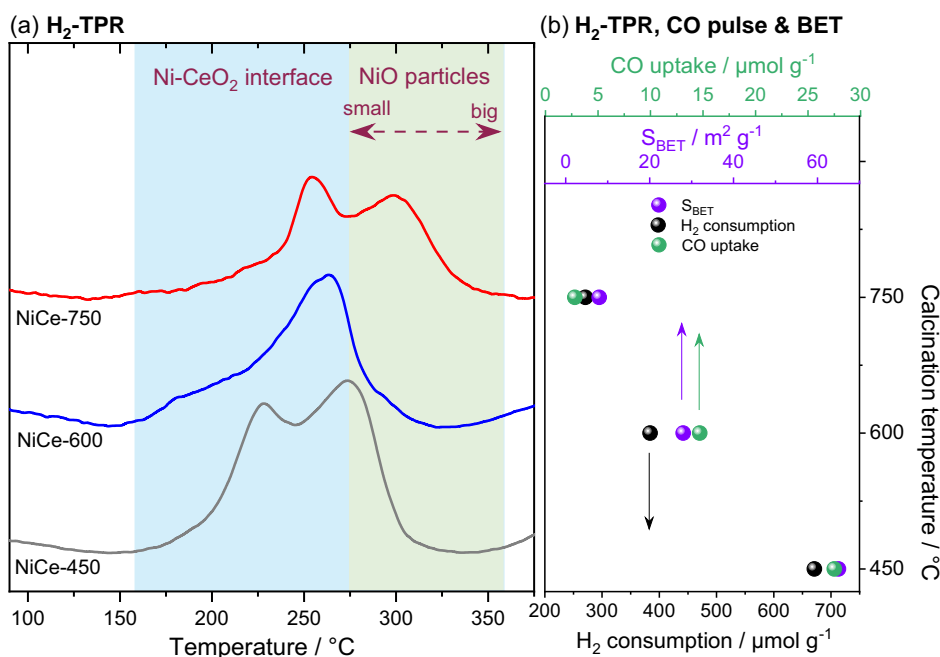 (a) H₂-TPR
Ni-CeO₂ interface
NiO particles
small
big
NiCe-750
NiCe-600
NiCe-450
100 150 200 250 300 350
Temperature / °C
(b) H₂-TPR, CO pulse & BET
CO uptake / μmol g⁻¹
0 5 10 15 20 25 30
S_BET / m² g⁻¹
0 20 40 60
S_BET
H₂ consumption
CO uptake
750
600
450
Calcination temperature / °C
200 300 400 500 600 700
H₂ consumption / μmol g⁻¹